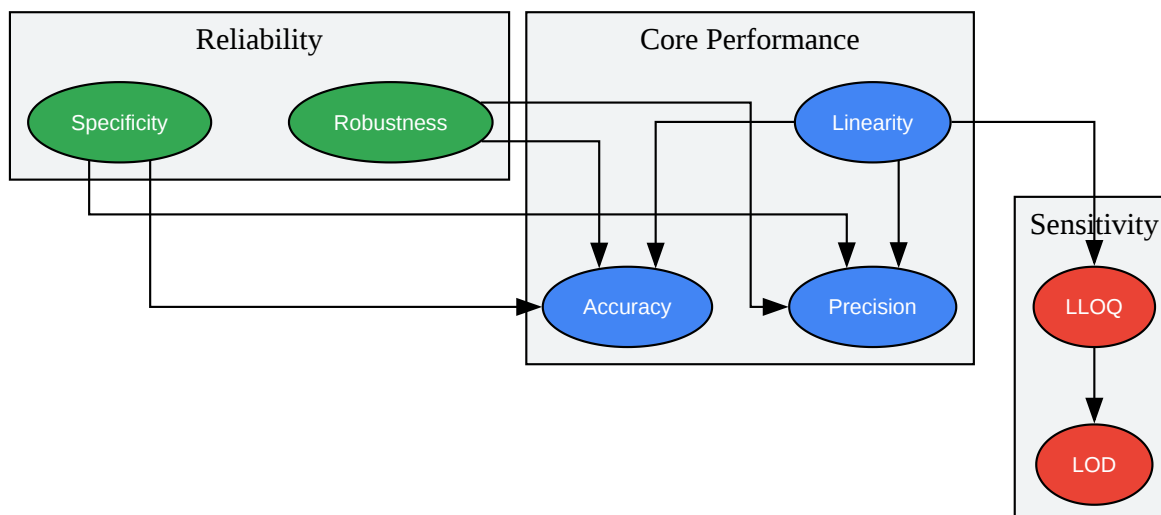 Reliability
Core Performance
Specificity
Robustness
Linearity
Sensitivity
Accuracy
Precision
LLOQ
LOD